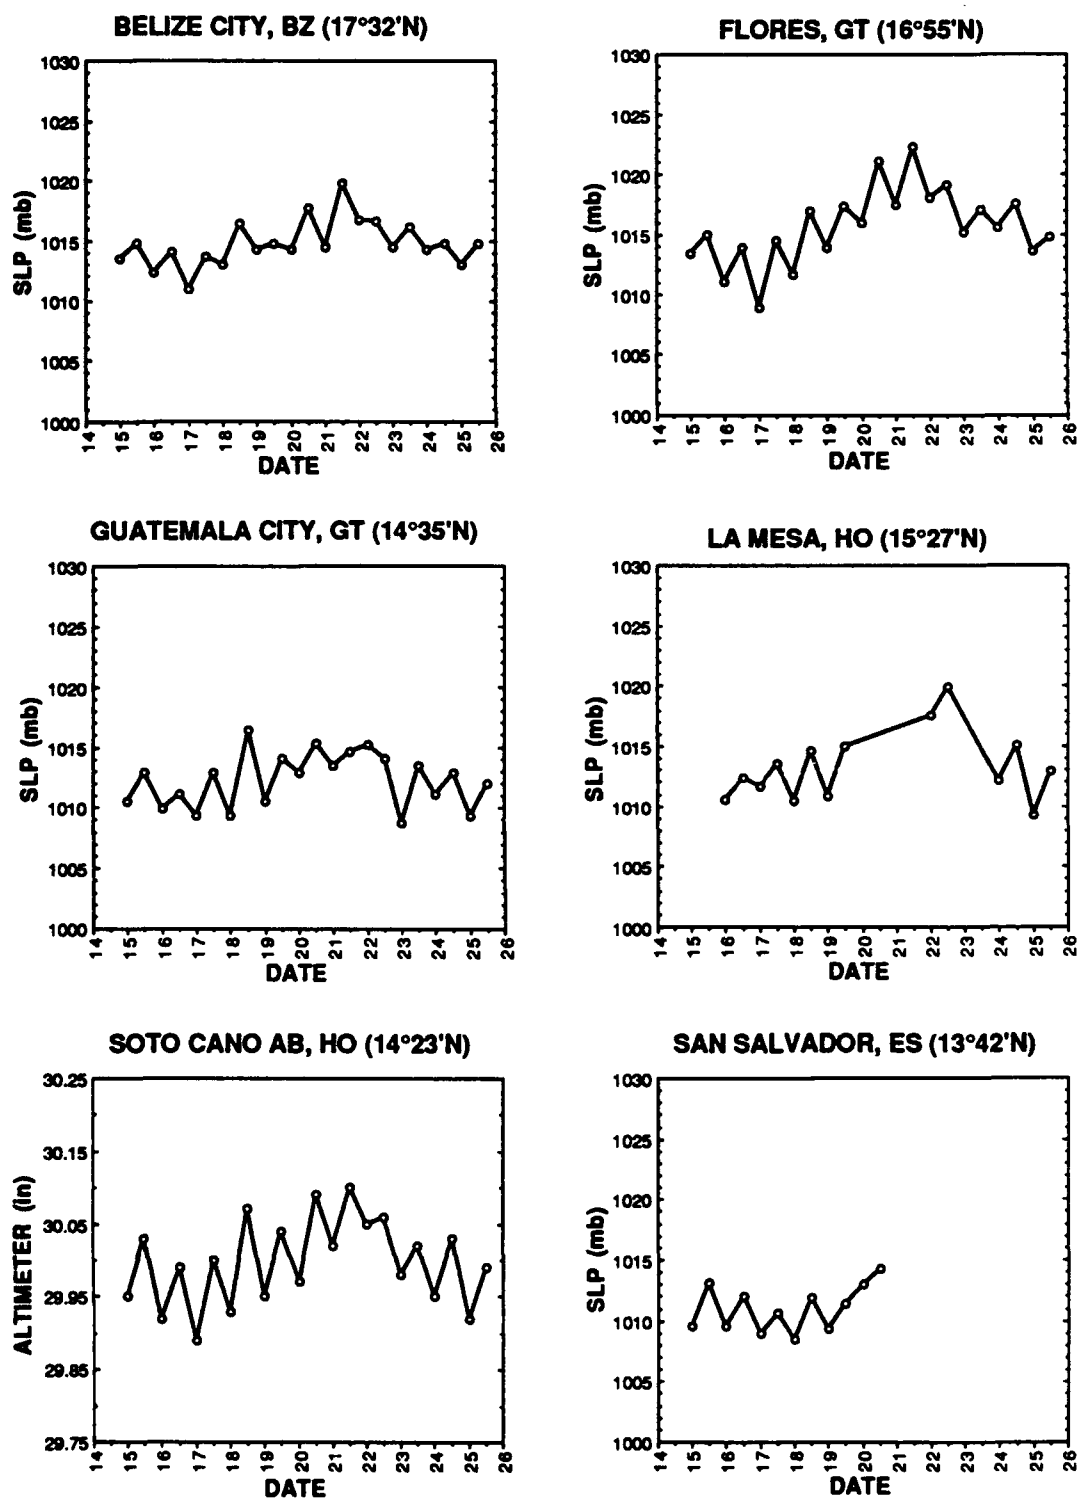 BELIZE CITY, BZ (17°32'N)
1030
1025
1020
1015
1010
1005
1000
SLP (mb)
14 15 16 17 18 19 20 21 22 23 24 25 26
DATE
FLORES, GT (16°55'N)
1030
1025
1020
1015
1010
1005
1000
SLP (mb)
14 15 16 17 18 19 20 21 22 23 24 25 26
DATE
GUATEMALA CITY, GT (14°35'N)
1030
1025
1020
1015
1010
1005
1000
SLP (mb)
14 15 16 17 18 19 20 21 22 23 24 25 26
DATE
LA MESA, HO (15°27'N)
1030
1025
1020
1015
1010
1005
1000
SLP (mb)
14 15 16 17 18 19 20 21 22 23 24 25 26
DATE
SOTO CANO AB, HO (14°23'N)
30.25
30.15
30.05
29.95
29.85
29.75
ALTIMETER (in)
14 15 16 17 18 19 20 21 22 23 24 25 26
DATE
SAN SALVADOR, ES (13°42'N)
1030
1025
1020
1015
1010
1005
1000
SLP (mb)
14 15 16 17 18 19 20 21 22 23 24 25 26
DATE